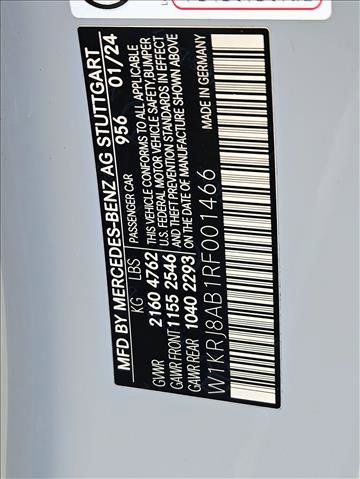 MFD BY MERCEDES-BENZ AG STUTTGART
956 01/24
KG LBS
GVWR 2160 4762
GAWR FRONT 1155 2546
GAWR REAR 1040 2293
PASSENGER CAR
THIS VEHICLE CONFORMS TO ALL APPLICABLE
U.S. FEDERAL MOTOR VEHICLE SAFETY,BUMPER
AND THEFT PREVENTION STANDARDS IN EFFECT
ON THE DATE OF MANUFACTURE SHOWN ABOVE
MADE IN GERMANY
W1KRJ8AB1RF001466